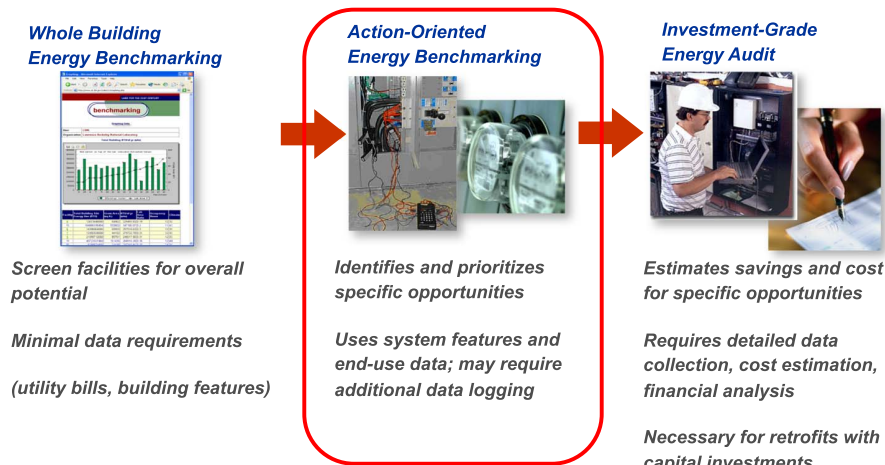 Whole Building
Energy Benchmarking
benchmarking
Screen facilities for overall
potential
Minimal data requirements
(utility bills, building features)
Action-Oriented
Energy Benchmarking
Identifies and prioritizes
specific opportunities
Uses system features and
end-use data; may require
additional data logging
Investment-Grade
Energy Audit
Estimates savings and cost
for specific opportunities
Requires detailed data
collection, cost estimation,
financial analysis
Necessary for retrofits with
capital investments